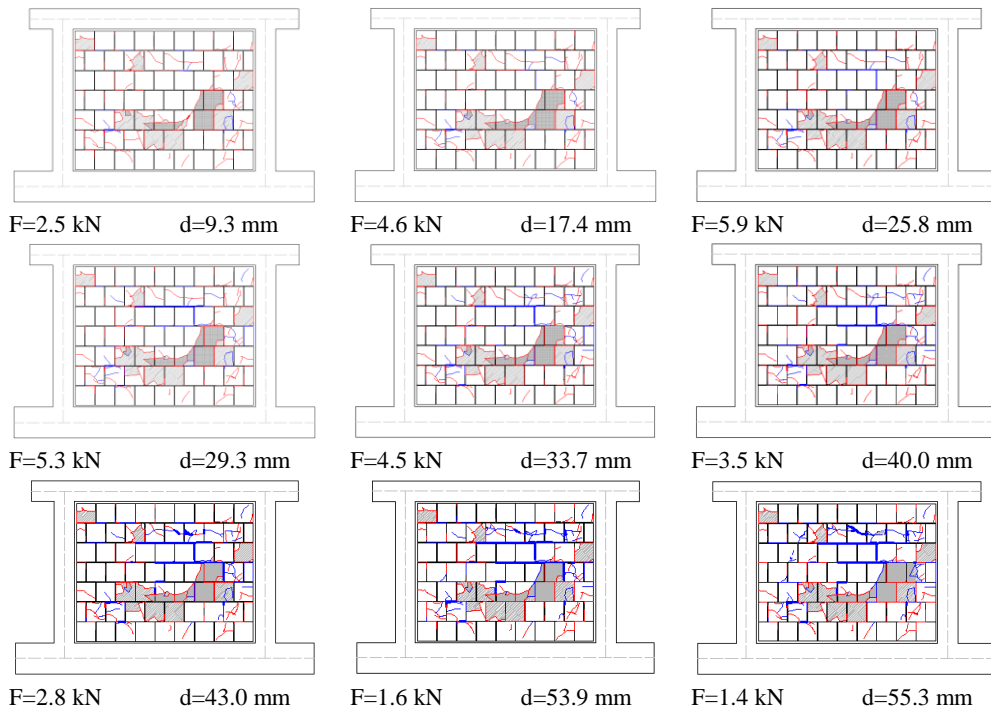 F=2.5 kN d=9.3 mm F=4.6 kN d=17.4 mm F=5.9 kN d=25.8 mm
F=5.3 kN d=29.3 mm F=4.5 kN d=33.7 mm F=3.5 kN d=40.0 mm
F=2.8 kN d=43.0 mm F=1.6 kN d=53.9 mm F=1.4 kN d=55.3 mm